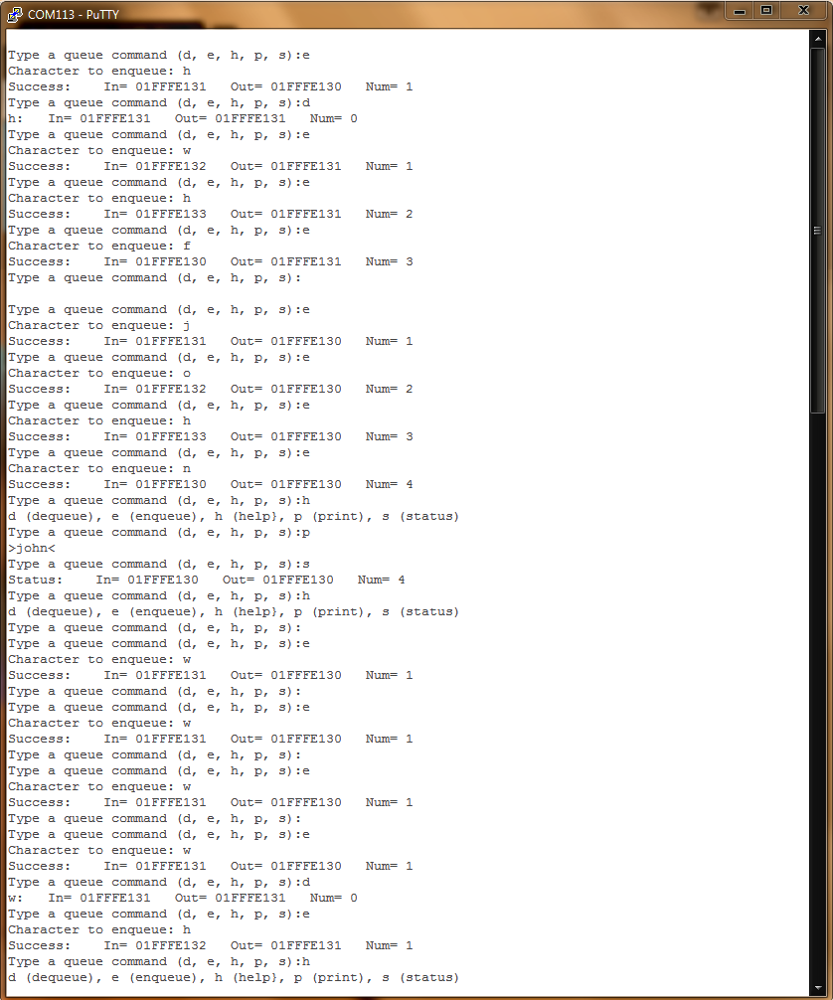 COM113 - PuTTY
Type a queue command (d, e, h, p, s):e
Character to enqueue: h
Success:    In= 01FFFE131   Out= 01FFFE130   Num= 1
Type a queue command (d, e, h, p, s):d
h:   In= 01FFFE131   Out= 01FFFE131   Num= 0
Type a queue command (d, e, h, p, s):e
Character to enqueue: w
Success:    In= 01FFFE132   Out= 01FFFE131   Num= 1
Type a queue command (d, e, h, p, s):e
Character to enqueue: h
Success:    In= 01FFFE133   Out= 01FFFE131   Num= 2
Type a queue command (d, e, h, p, s):e
Character to enqueue: f
Success:    In= 01FFFE130   Out= 01FFFE131   Num= 3
Type a queue command (d, e, h, p, s):

Type a queue command (d, e, h, p, s):e
Character to enqueue: j
Success:    In= 01FFFE131   Out= 01FFFE130   Num= 1
Type a queue command (d, e, h, p, s):e
Character to enqueue: o
Success:    In= 01FFFE132   Out= 01FFFE130   Num= 2
Type a queue command (d, e, h, p, s):e
Character to enqueue: h
Success:    In= 01FFFE133   Out= 01FFFE130   Num= 3
Type a queue command (d, e, h, p, s):e
Character to enqueue: n
Success:    In= 01FFFE130   Out= 01FFFE130   Num= 4
Type a queue command (d, e, h, p, s):h
d (dequeue), e (enqueue), h (help}, p (print), s (status)
Type a queue command (d, e, h, p, s):p
>john<
Type a queue command (d, e, h, p, s):s
Status:    In= 01FFFE130   Out= 01FFFE130   Num= 4
Type a queue command (d, e, h, p, s):h
d (dequeue), e (enqueue), h (help}, p (print), s (status)
Type a queue command (d, e, h, p, s):
Type a queue command (d, e, h, p, s):e
Character to enqueue: w
Success:    In= 01FFFE131   Out= 01FFFE130   Num= 1
Type a queue command (d, e, h, p, s):
Type a queue command (d, e, h, p, s):e
Character to enqueue: w
Success:    In= 01FFFE131   Out= 01FFFE130   Num= 1
Type a queue command (d, e, h, p, s):
Type a queue command (d, e, h, p, s):e
Character to enqueue: w
Success:    In= 01FFFE131   Out= 01FFFE130   Num= 1
Type a queue command (d, e, h, p, s):
Type a queue command (d, e, h, p, s):e
Character to enqueue: w
Success:    In= 01FFFE131   Out= 01FFFE130   Num= 1
Type a queue command (d, e, h, p, s):d
w:   In= 01FFFE131   Out= 01FFFE131   Num= 0
Type a queue command (d, e, h, p, s):e
Character to enqueue: h
Success:    In= 01FFFE132   Out= 01FFFE131   Num= 1
Type a queue command (d, e, h, p, s):h
d (dequeue), e (enqueue), h (help}, p (print), s (status)